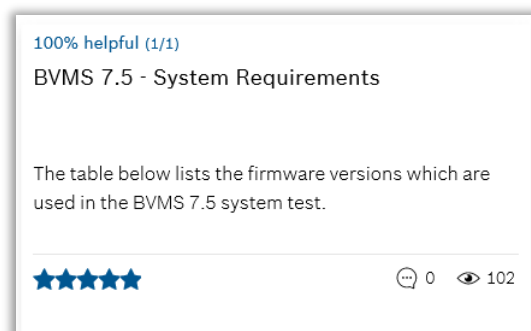 100% helpful (1/1)
BVMS 7.5 - System Requirements
The table below lists the firmware versions which are
used in the BVMS 7.5 system test.
0 102